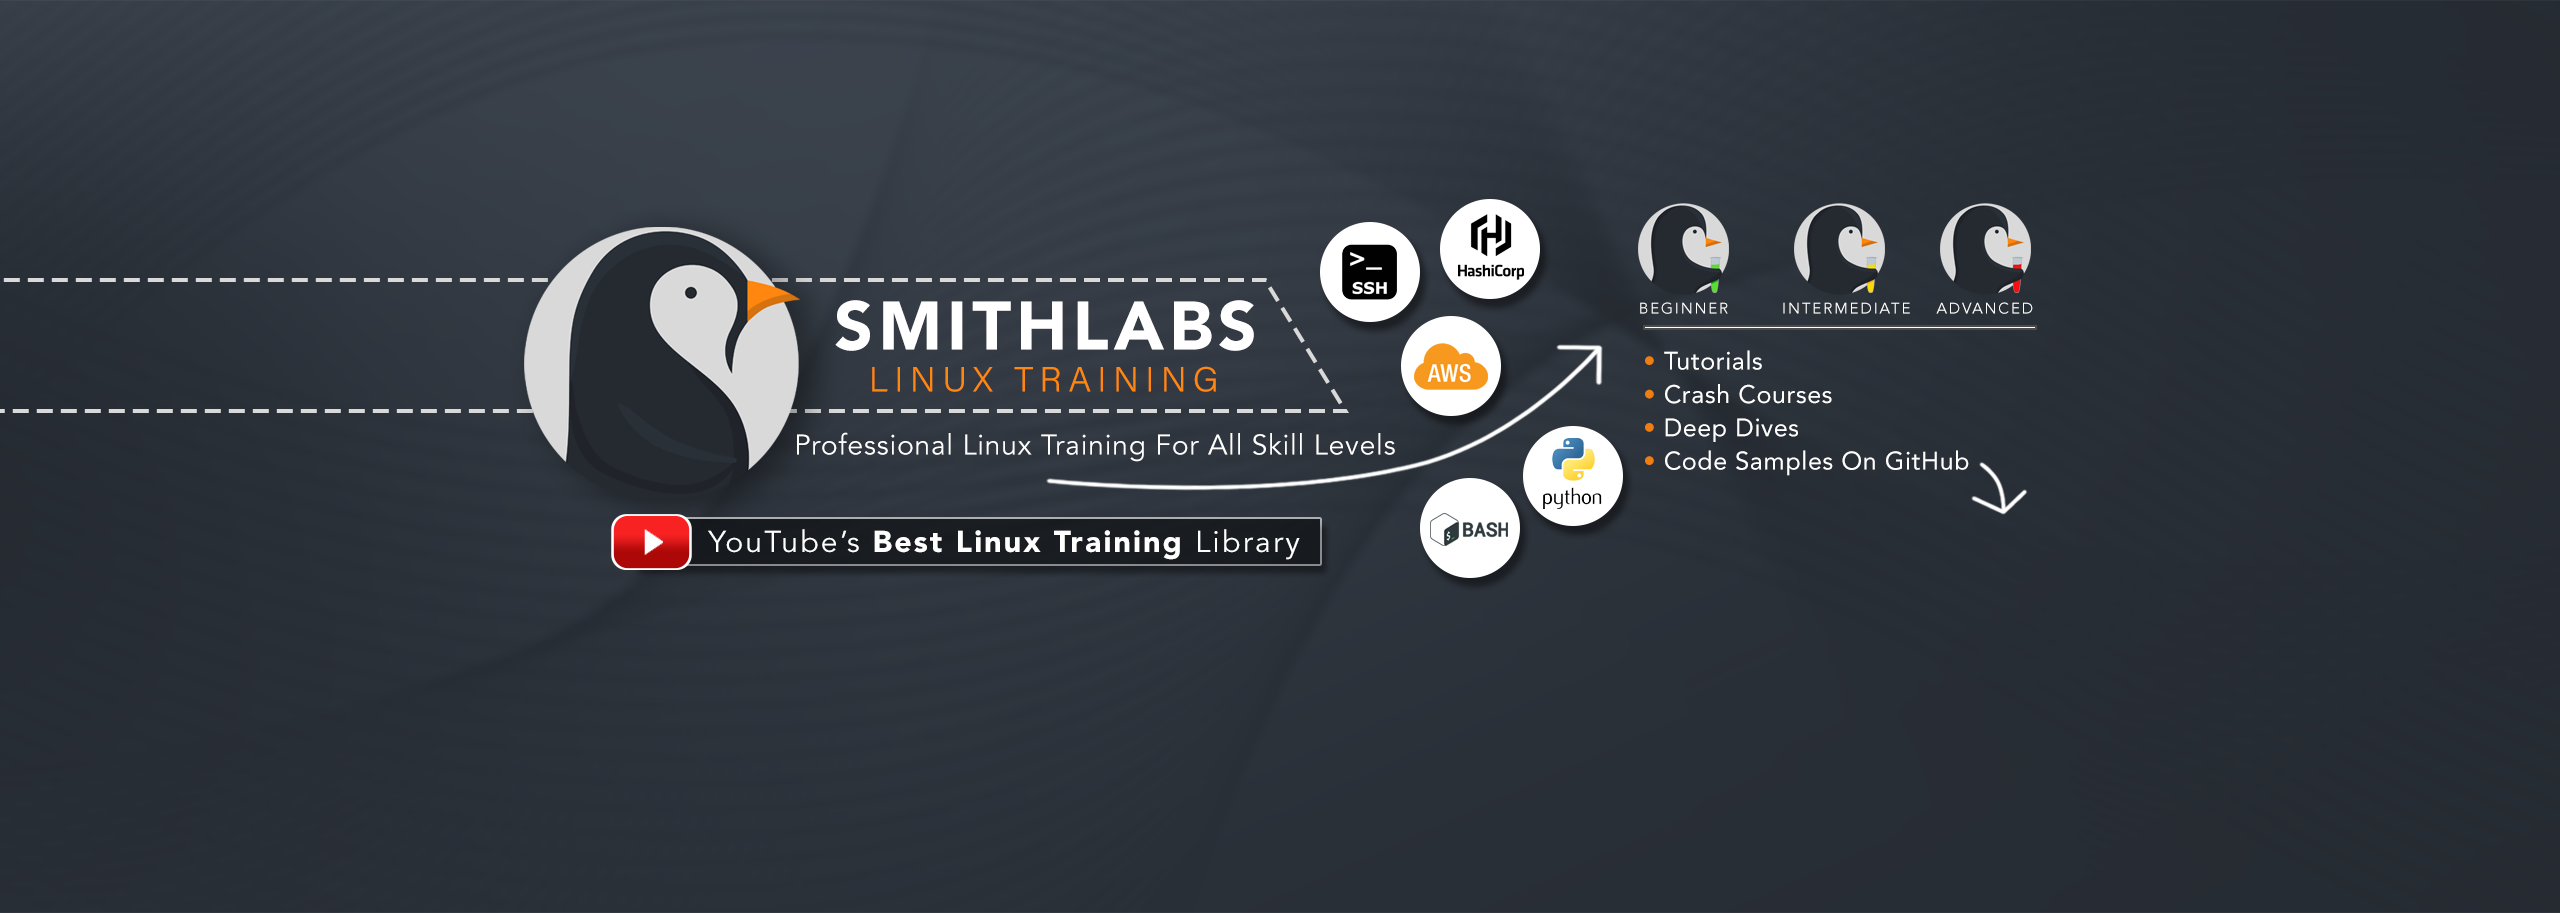 SMITHLABS
LINUX TRAINING
Professional Linux Training For All Skill Levels
YouTube's Best Linux Training Library
>_
SSH
HashiCorp
AWS
python
$ BASH
BEGINNER INTERMEDIATE ADVANCED
• Tutorials
• Crash Courses
• Deep Dives
• Code Samples On GitHub